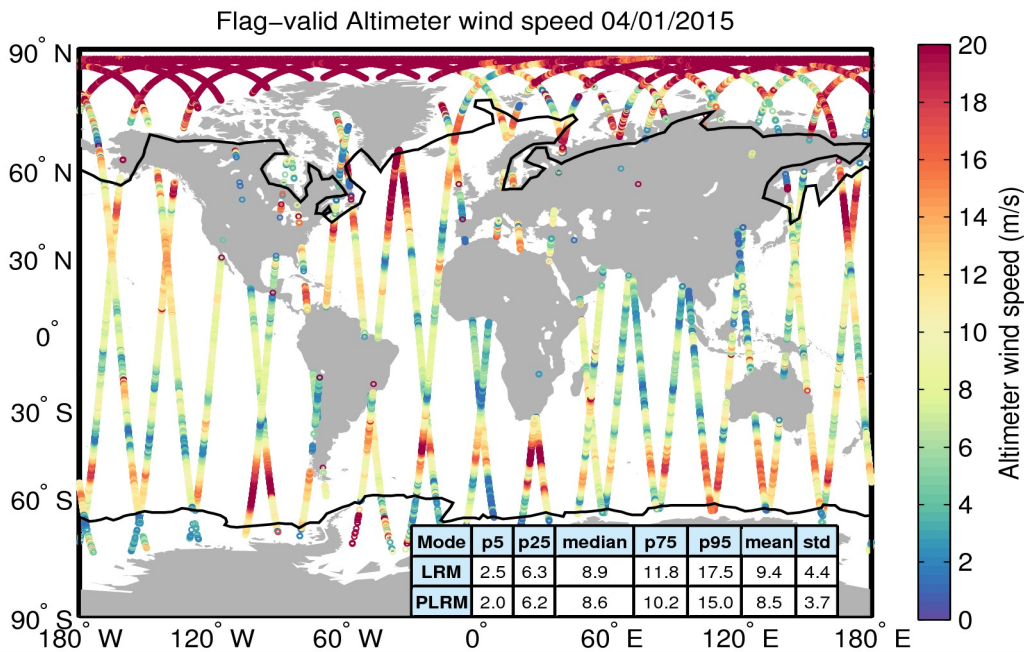 Flag−valid Altimeter wind speed 04/01/2015
90° N
60° N
30° N
0°
30° S
60° S
90° S
180° W
120° W
60° W
0°
60° E
120° E
180° E
20
18
16
14
12
10
8
6
4
2
0
Altimeter wind speed (m/s)
Mode p5 p25 median p75 p95 mean std
LRM 2.5 6.3 8.9 11.8 17.5 9.4 4.4
PLRM 2.0 6.2 8.6 10.2 15.0 8.5 3.7